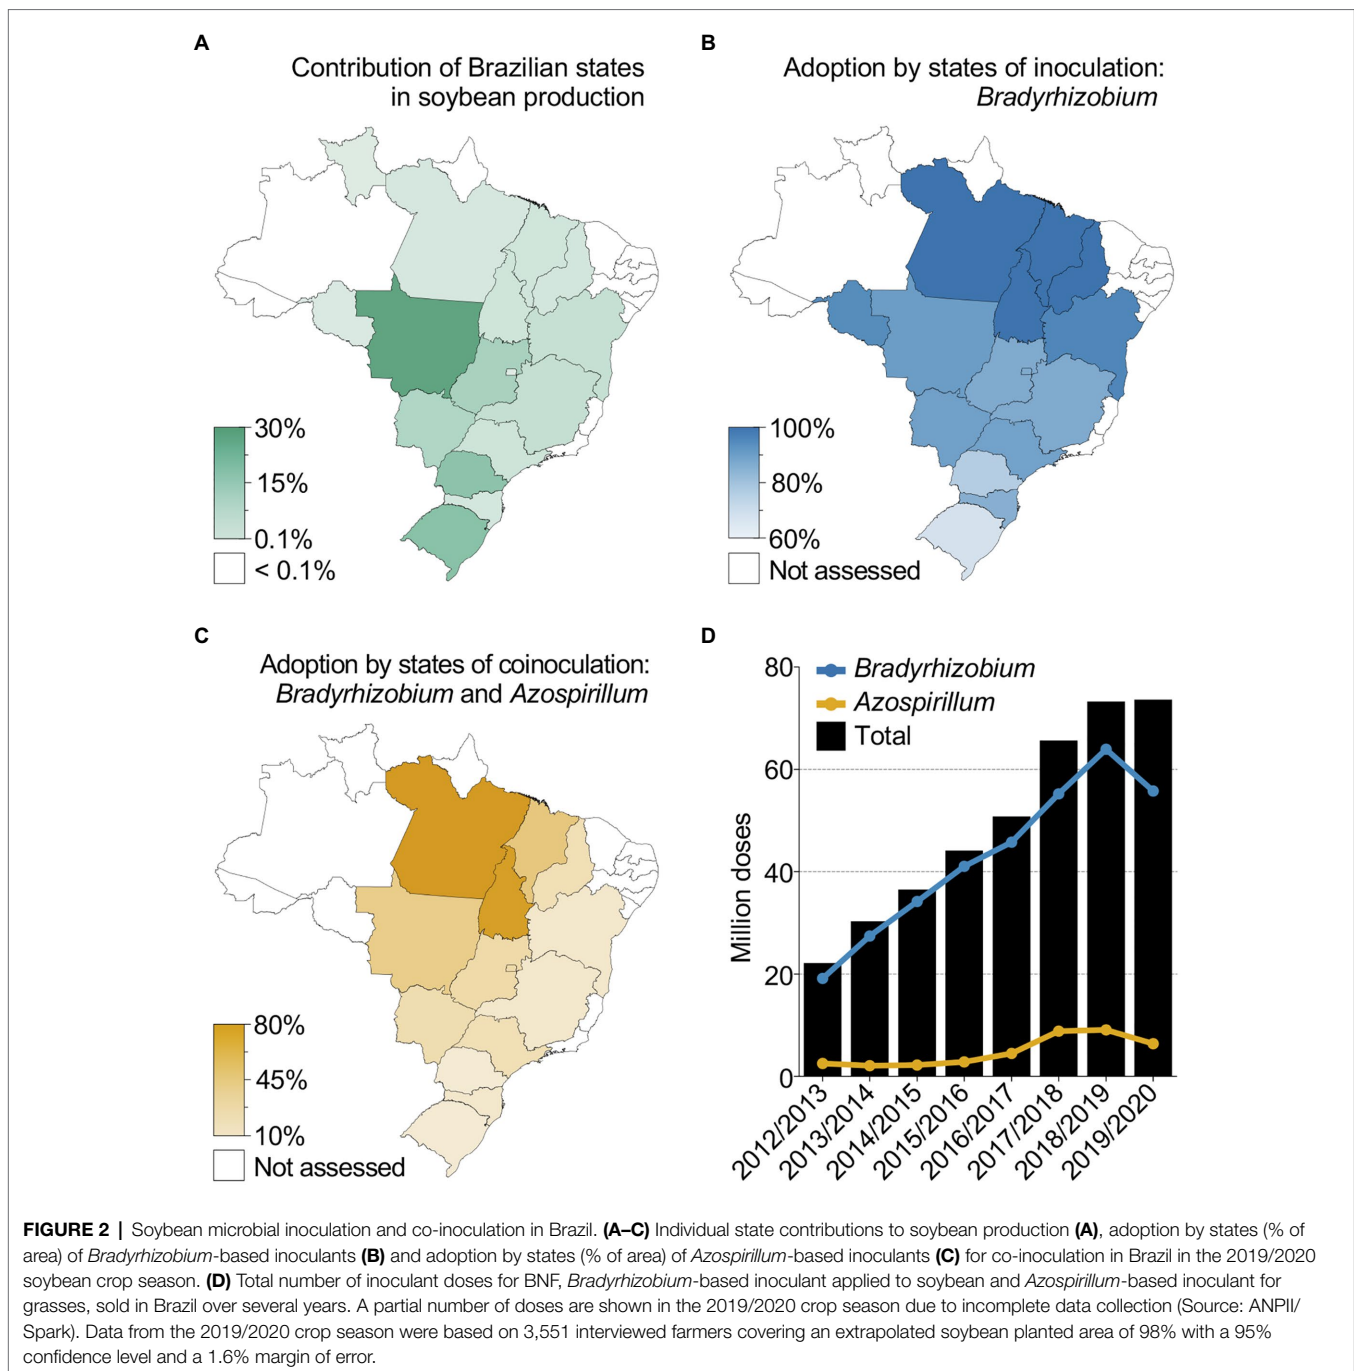 A
Contribution of Brazilian states
in soybean production
30%
15%
0.1%
< 0.1%
B
Adoption by states of inoculation:
Bradyrhizobium
100%
80%
60%
Not assessed
C
Adoption by states of coinoculation:
Bradyrhizobium and Azospirillum
80%
45%
10%
Not assessed
D
Bradyrhizobium
Azospirillum
Total
Million doses
80
60
40
20
0
2012/2013
2013/2014
2014/2015
2015/2016
2016/2017
2017/2018
2018/2019
2019/2020
FIGURE 2 | Soybean microbial inoculation and co-inoculation in Brazil. (A–C) Individual state contributions to soybean production (A), adoption by states (% of
area) of Bradyrhizobium-based inoculants (B) and adoption by states (% of area) of Azospirillum-based inoculants (C) for co-inoculation in Brazil in the 2019/2020
soybean crop season. (D) Total number of inoculant doses for BNF, Bradyrhizobium-based inoculant applied to soybean and Azospirillum-based inoculant for
grasses, sold in Brazil over several years. A partial number of doses are shown in the 2019/2020 crop season due to incomplete data collection (Source: ANPII/
Spark). Data from the 2019/2020 crop season were based on 3,551 interviewed farmers covering an extrapolated soybean planted area of 98% with a 95%
confidence level and a 1.6% margin of error.